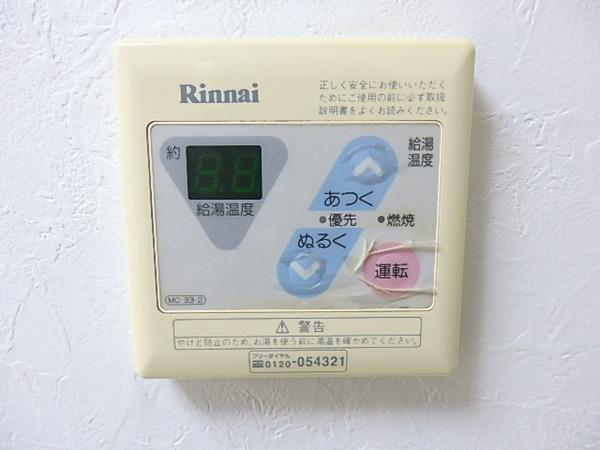 Rinnai
正しく安全にお使いいただく
ためにご使用の前に必ず取扱
説明書をよくお読みください。
約
88
給湯温度
給湯
温度
あつく
優先
燃焼
ぬるく
運転
MC-33-2
警告
やけど防止のため、お湯を使う前に湯温を確かめてください。
フリーダイヤル
0120-054321